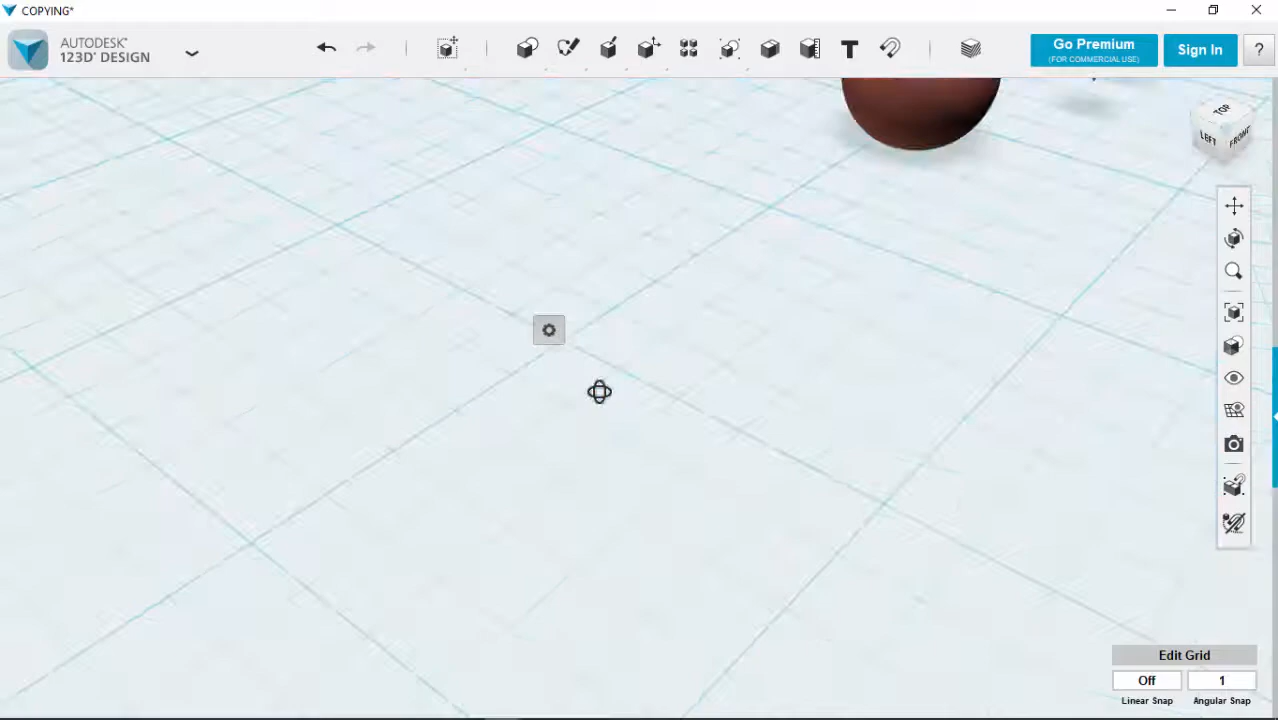 COPYING*
AUTODESK®
123D® DESIGN
Go Premium
(FOR COMMERCIAL USE)
Sign In
?
TOP
LEFT
FRONT
Edit Grid
Off
1
Linear Snap
Angular Snap